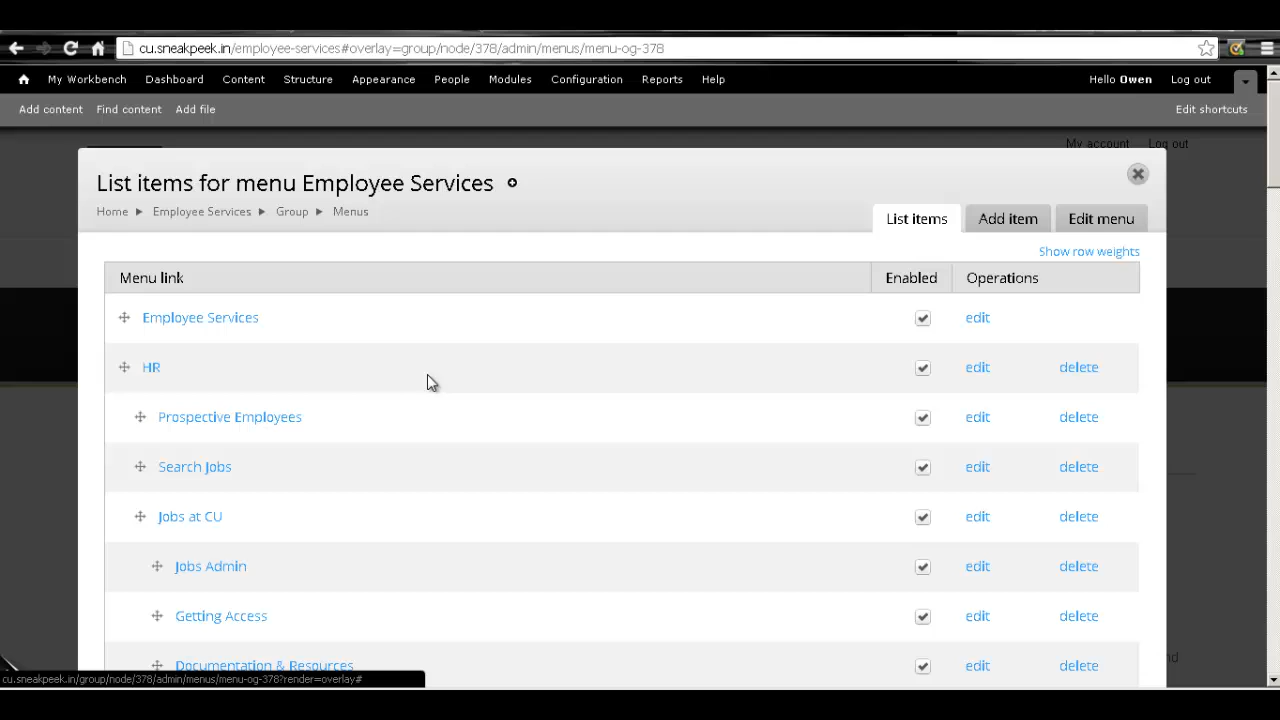 cu.sneakpeek.in/employee-services#overlay=group/node/378/admin/menus/menu-og-378
My Workbench Dashboard Content Structure Appearance People Modules Configuration Reports Help Hello Owen Log out
Add content Find content Add file Edit shortcuts
My account Log out
List items for menu Employee Services
Home ▶ Employee Services ▶ Group ▶ Menus
List items Add item Edit menu
Show row weights
Menu link Enabled Operations
Employee Services edit
HR edit delete
Prospective Employees edit delete
Search Jobs edit delete
Jobs at CU edit delete
Jobs Admin edit delete
Getting Access edit delete
Documentation & Resources edit delete
cu.sneakpeek.in/group/node/378/admin/menus/menu-og-378?render=overlay#